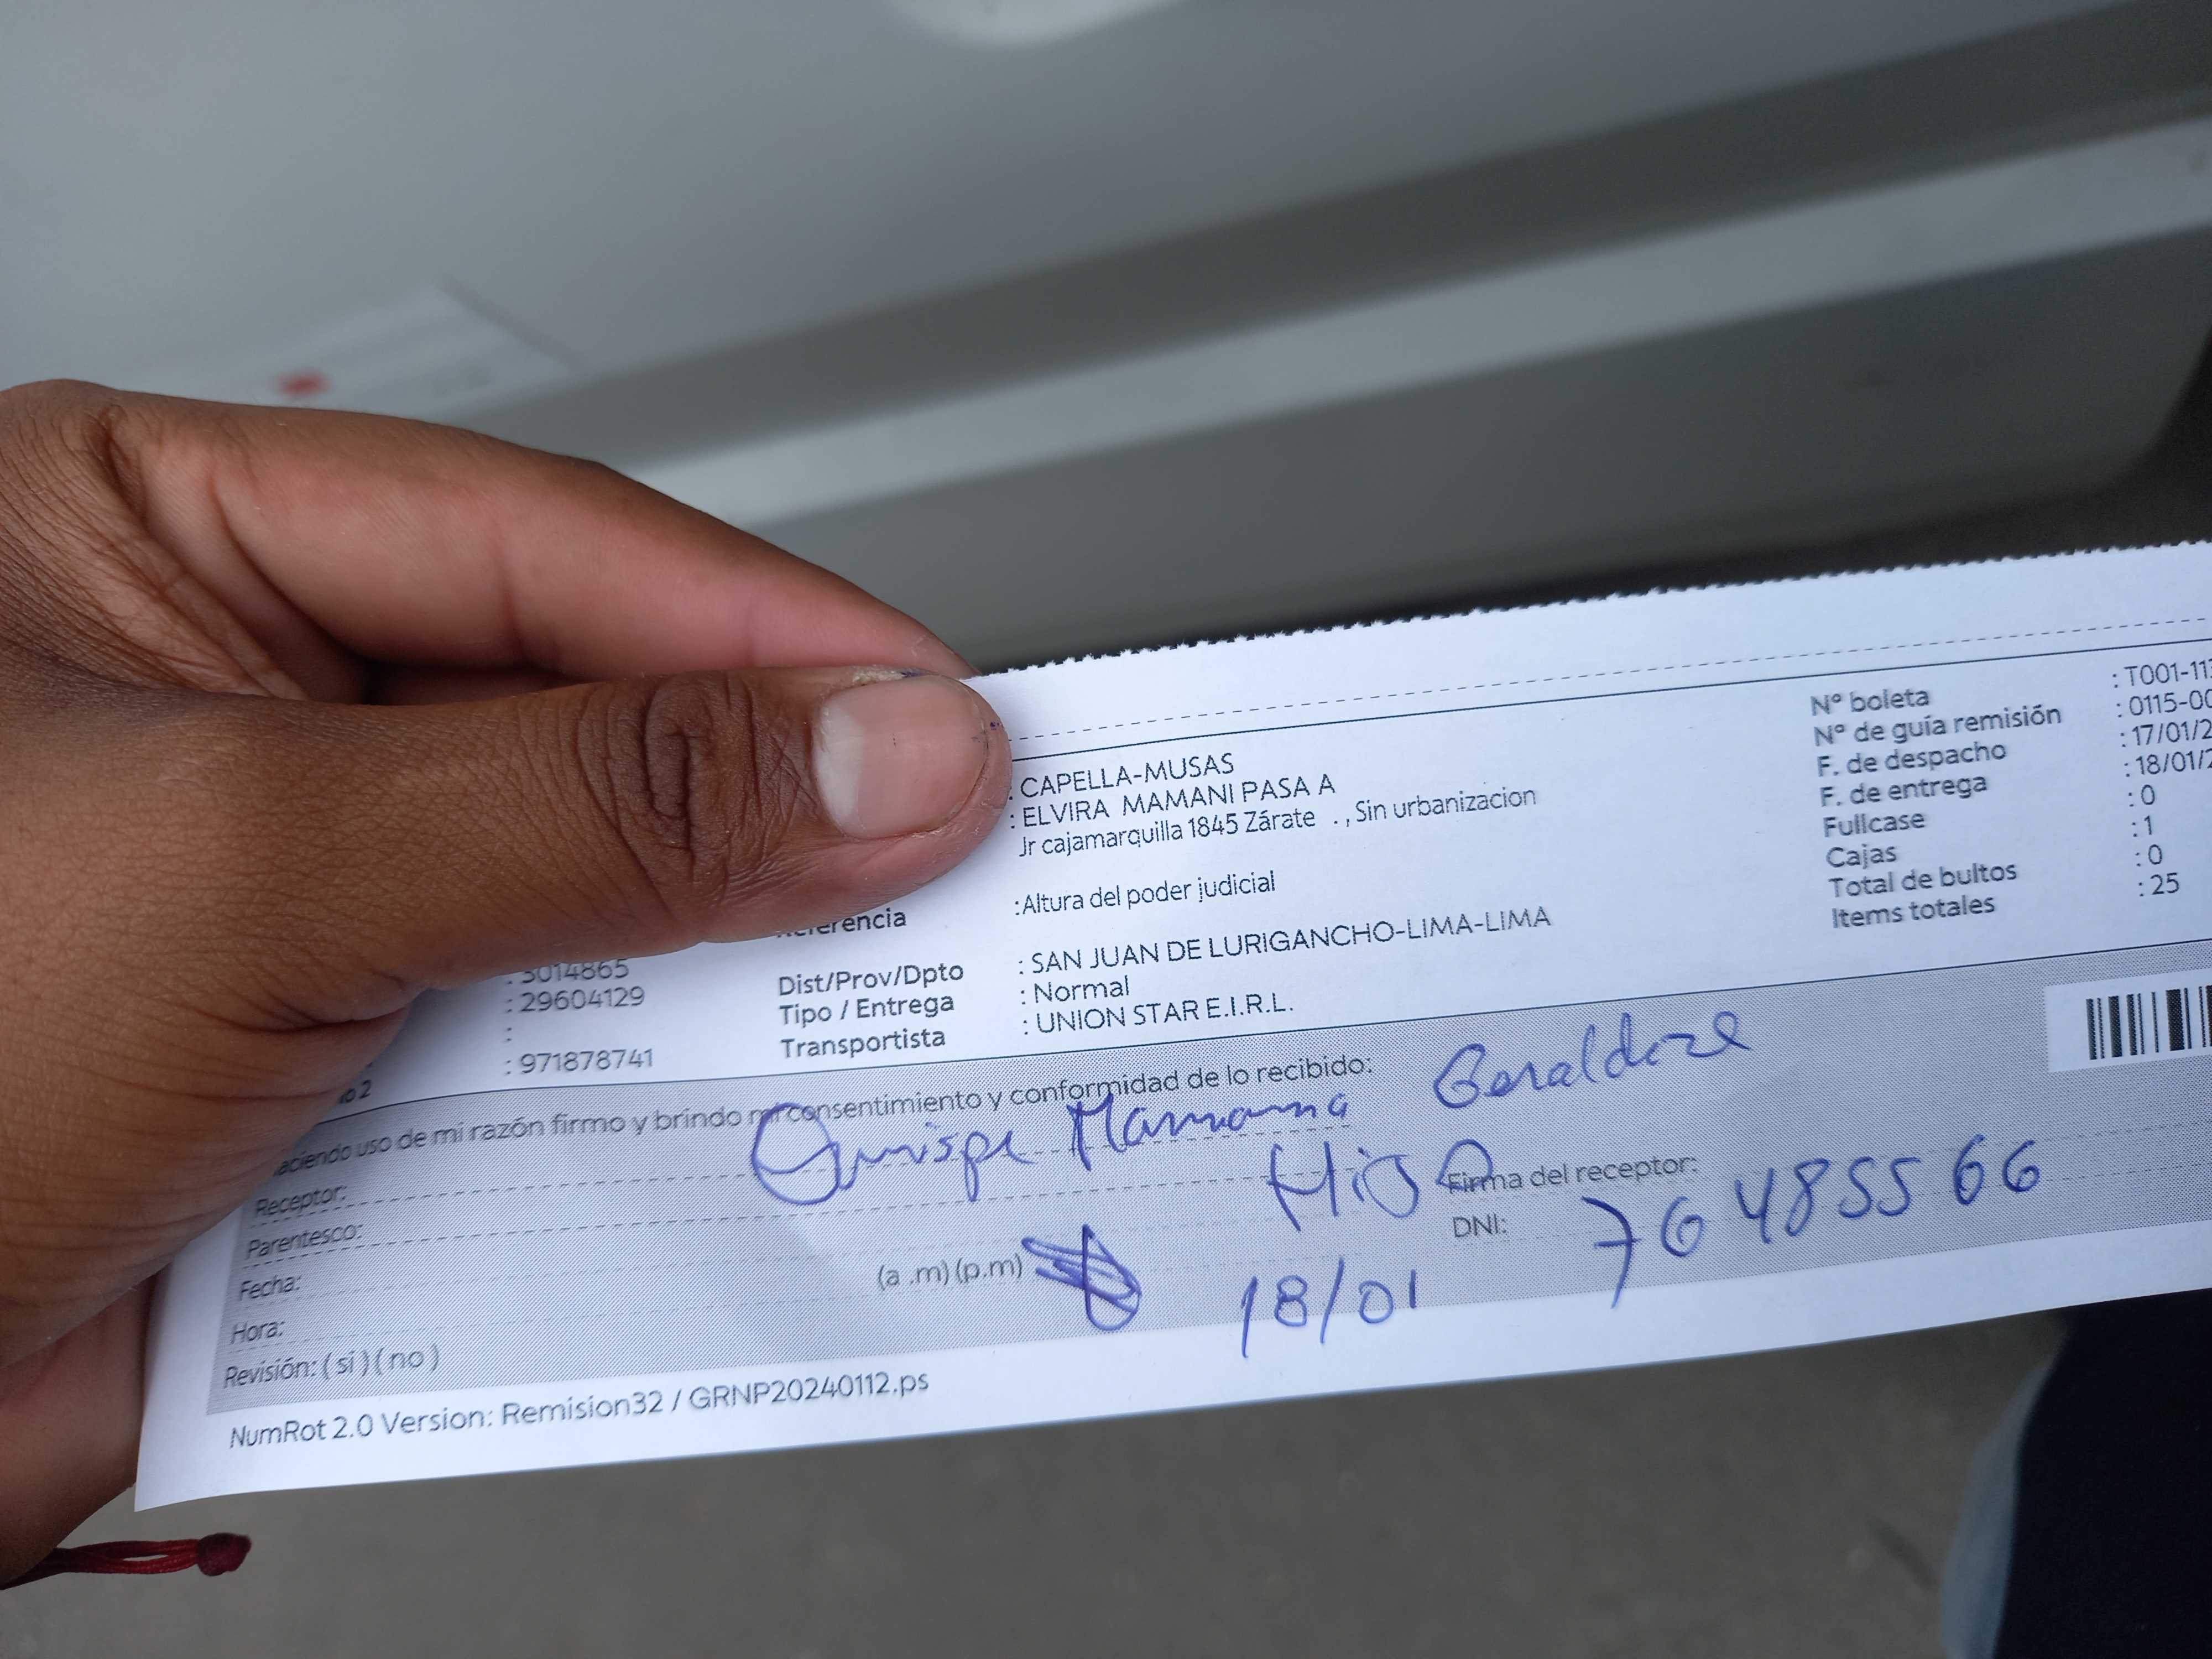 : CAPELLA-MUSAS
: ELVIRA MAMANI PASA A
Jr cajamarquilla 1845 Zárate . , Sin urbanizacion
:Altura del poder judicial
Dist/Prov/Dpto : SAN JUAN DE LURIGANCHO-LIMA-LIMA
Tipo / Entrega : Normal
Transportista : UNION STAR E.I.R.L.
: 3014865
: 29604129
:
: 971878741
Nº boleta : T001-11
Nº de guía remisión : 0115-00
F. de despacho : 17/01/2
F. de entrega : 18/01/2
Fullcase : 0
Cajas : 1
Total de bultos : 0
Items totales : 25
aciendo uso de mi razón firmo y brindo mi consentimiento y conformidad de lo recibido:
Receptor: Quispe
Parentesco: Hija
Firma del receptor:
Fecha: 18/01
DNI: 76485566
Hora: (a .m) (p.m)
Revisión: ( si ) ( no )
NumRot 2.0 Version: Remision32 / GRNP20240112.ps